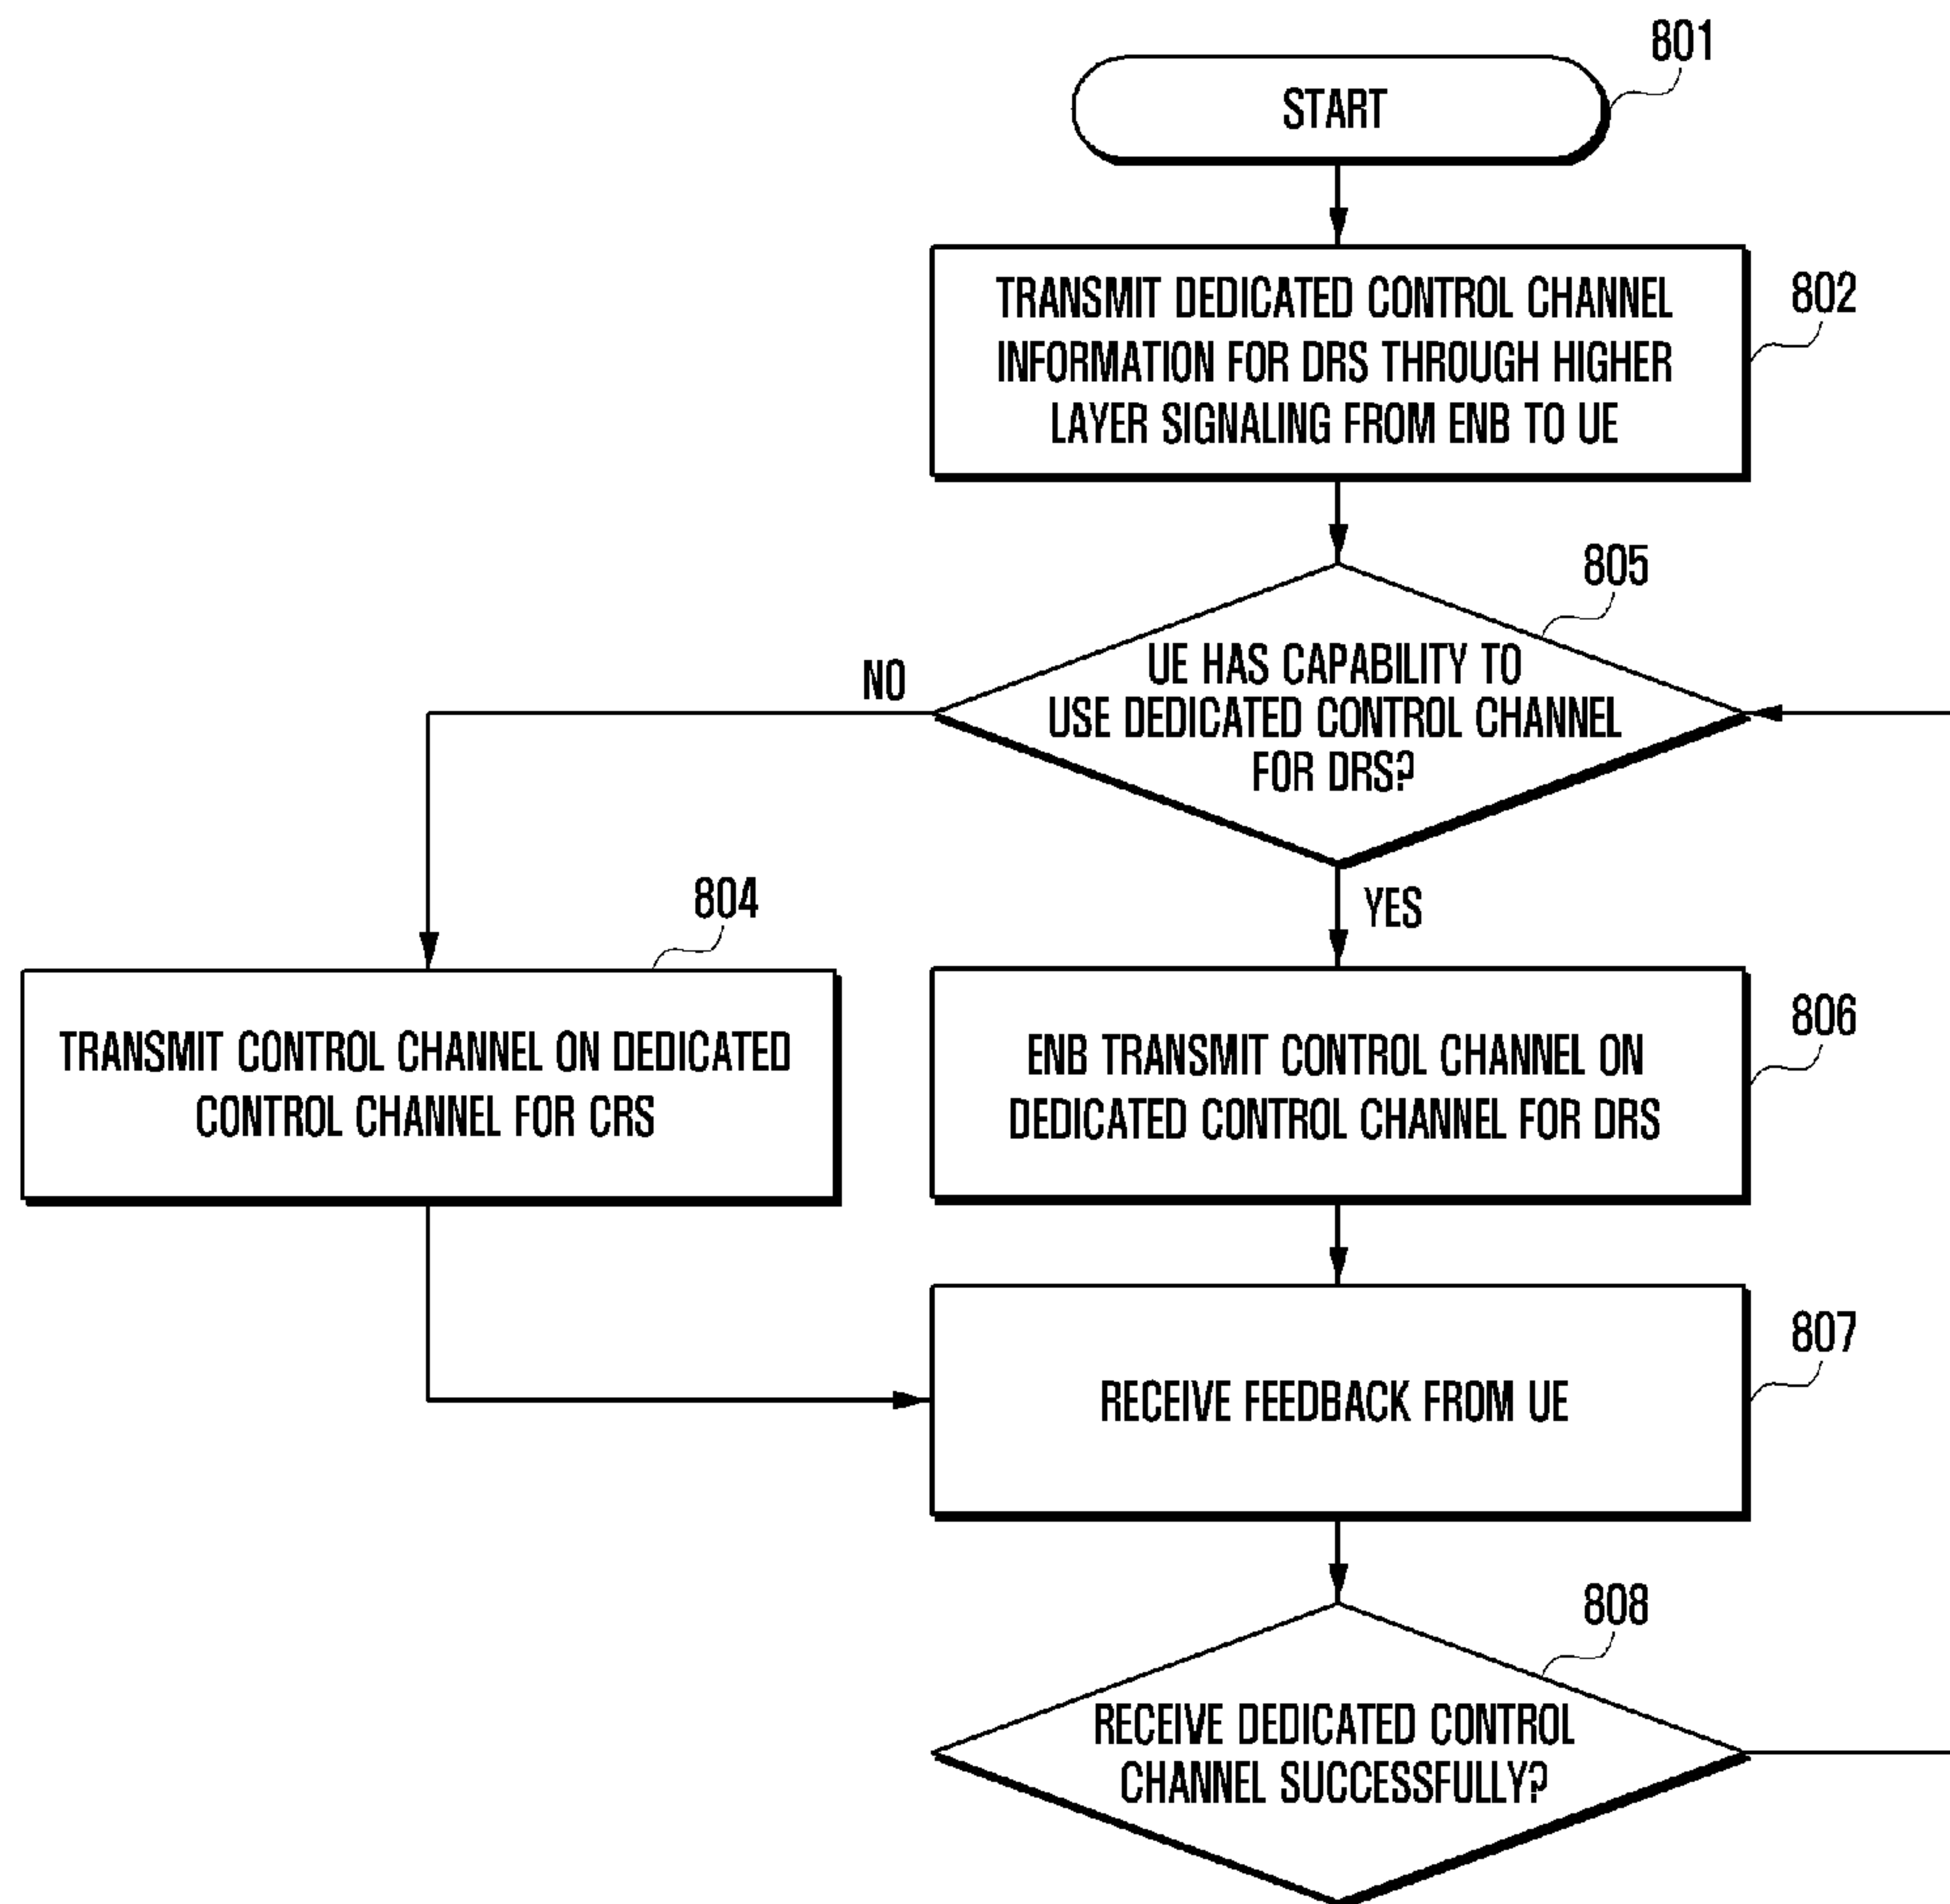 801
START
TRANSMIT DEDICATED CONTROL CHANNEL
INFORMATION FOR DRS THROUGH HIGHER
LAYER SIGNALING FROM ENB TO UE
802
805
UE HAS CAPABILITY TO
USE DEDICATED CONTROL CHANNEL
FOR DRS?
NO
YES
804
TRANSMIT CONTROL CHANNEL ON DEDICATED
CONTROL CHANNEL FOR CRS
ENB TRANSMIT CONTROL CHANNEL ON
DEDICATED CONTROL CHANNEL FOR DRS
806
RECEIVE FEEDBACK FROM UE
807
808
RECEIVE DEDICATED CONTROL
CHANNEL SUCCESSFULLY?